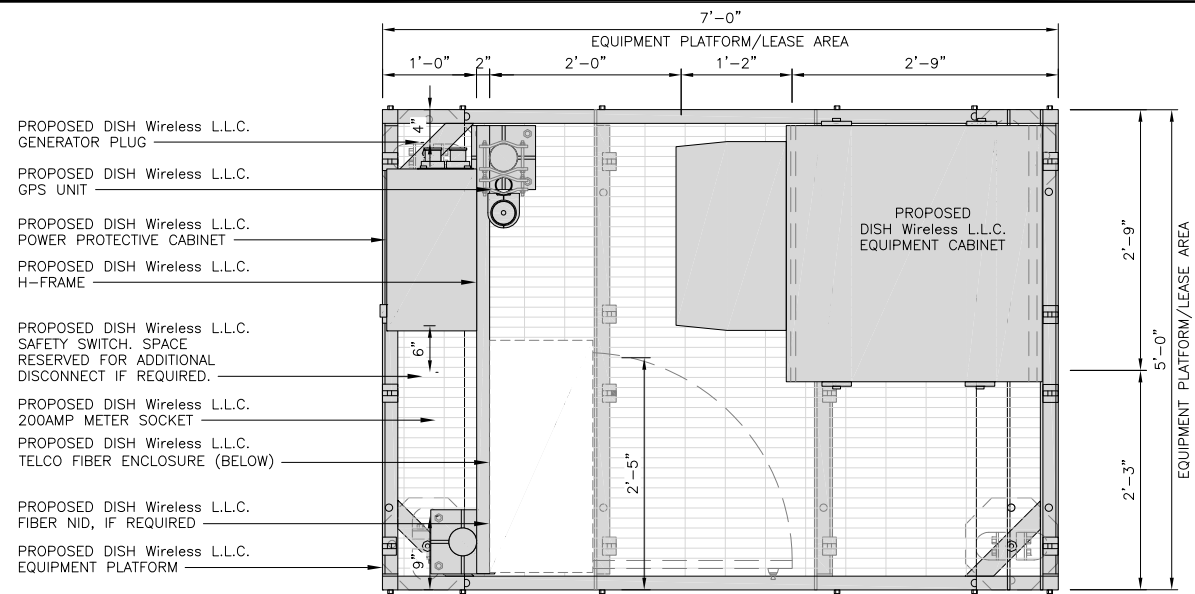 7'-0"
EQUIPMENT PLATFORM/LEASE AREA
1'-0" 2" 2'-0" 1'-2" 2'-9"
PROPOSED DISH Wireless L.L.C.
GENERATOR PLUG
4"
PROPOSED DISH Wireless L.L.C.
GPS UNIT
PROPOSED DISH Wireless L.L.C.
POWER PROTECTIVE CABINET
PROPOSED DISH Wireless L.L.C.
H-FRAME
PROPOSED DISH Wireless L.L.C.
SAFETY SWITCH. SPACE
RESERVED FOR ADDITIONAL
DISCONNECT IF REQUIRED.
6"
PROPOSED DISH Wireless L.L.C.
200AMP METER SOCKET
PROPOSED DISH Wireless L.L.C.
TELCO FIBER ENCLOSURE (BELOW)
PROPOSED DISH Wireless L.L.C.
FIBER NID, IF REQUIRED
PROPOSED DISH Wireless L.L.C.
EQUIPMENT PLATFORM
9"
2'-5"
PROPOSED
DISH Wireless L.L.C.
EQUIPMENT CABINET
2'-9"
2'-3"
5'-0"
EQUIPMENT PLATFORM/LEASE AREA